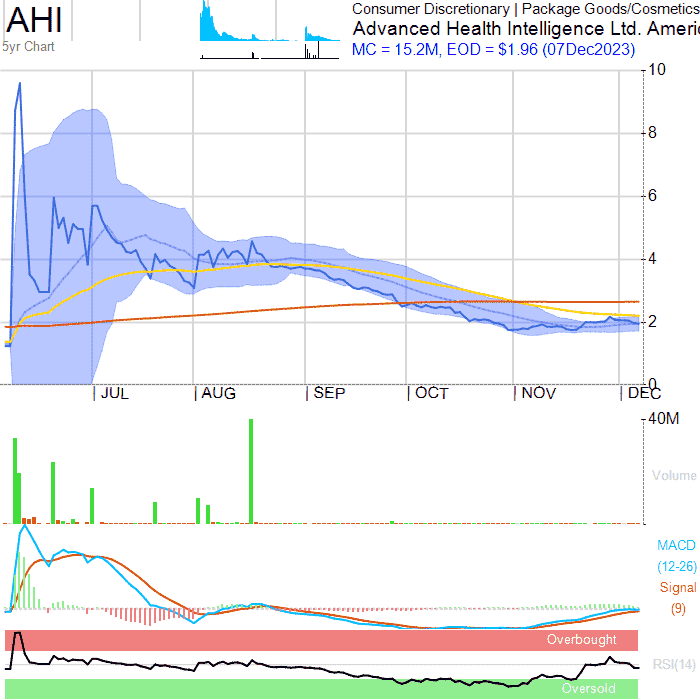 AHI
5yr Chart
Consumer Discretionary | Package Goods/Cosmetics
Advanced Health Intelligence Ltd. Ameri
MC = 15.2M, EOD = $1.96 (07Dec2023)
10
8
6
4
2
0
JUL
AUG
SEP
OCT
NOV
DEC
40M
Volume
MACD
(12-26)
Signal
(9)
Overbought
RSI(14)
Oversold